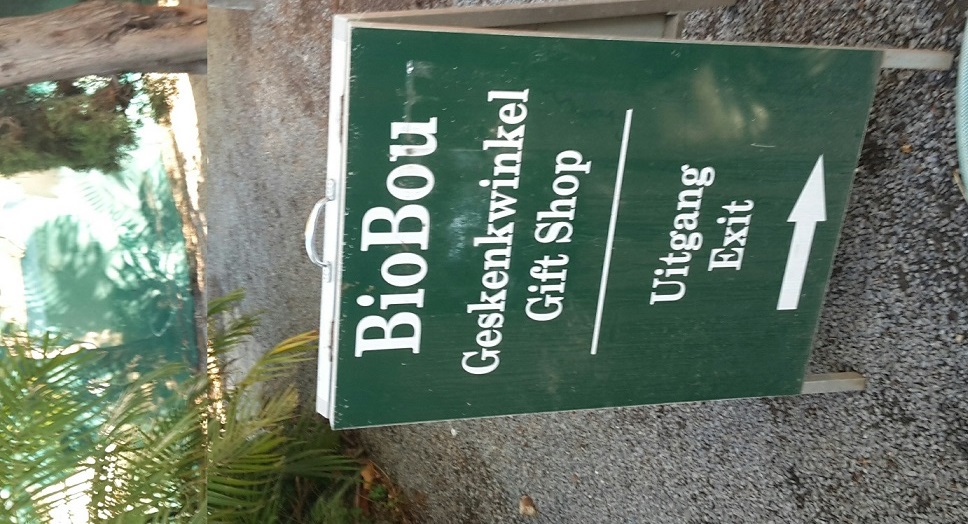 BioBou
Geskenkwinkel
Gift Shop
Uitgang
Exit